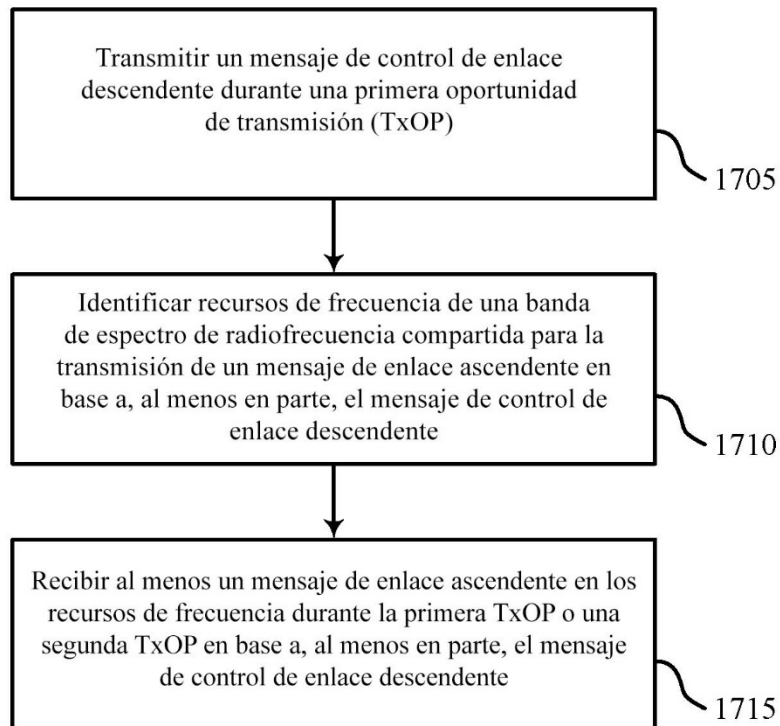 Transmitir un mensaje de control de enlace
descendente durante una primera oportunidad
de transmisión (TxOP)
1705
Identificar recursos de frecuencia de una banda
de espectro de radiofrecuencia compartida para la
transmisión de un mensaje de enlace ascendente en
base a, al menos en parte, el mensaje de control de
enlace descendente
1710
Recibir al menos un mensaje de enlace ascendente en los
recursos de frecuencia durante la primera TxOP o una
segunda TxOP en base a, al menos en parte, el mensaje
de control de enlace descendente
1715